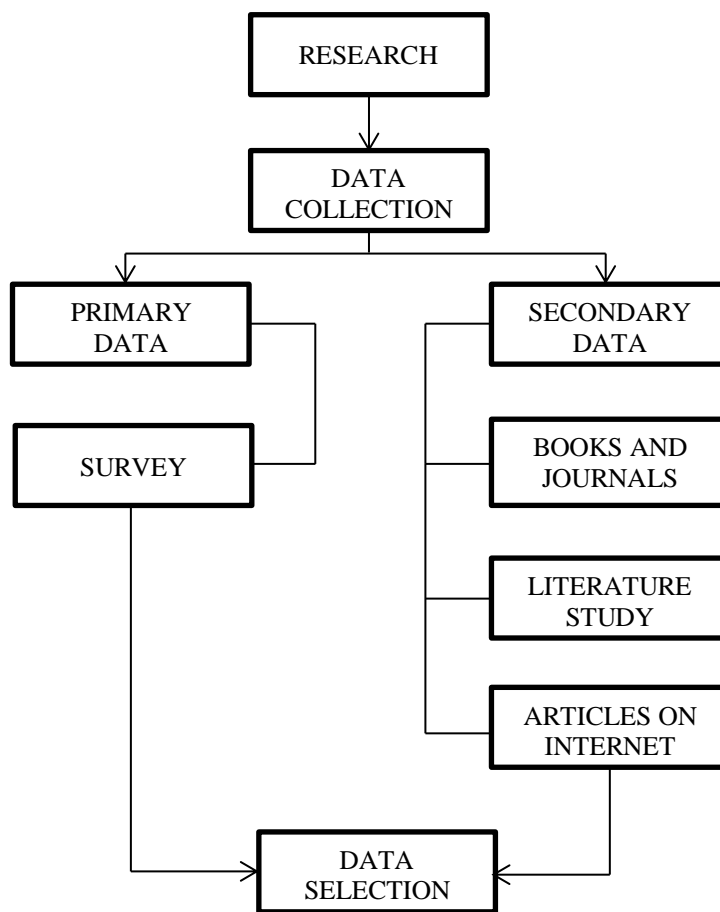 RESEARCH
DATA
COLLECTION
PRIMARY
DATA
SECONDARY
DATA
SURVEY
BOOKS AND
JOURNALS
LITERATURE
STUDY
ARTICLES ON
INTERNET
DATA
SELECTION